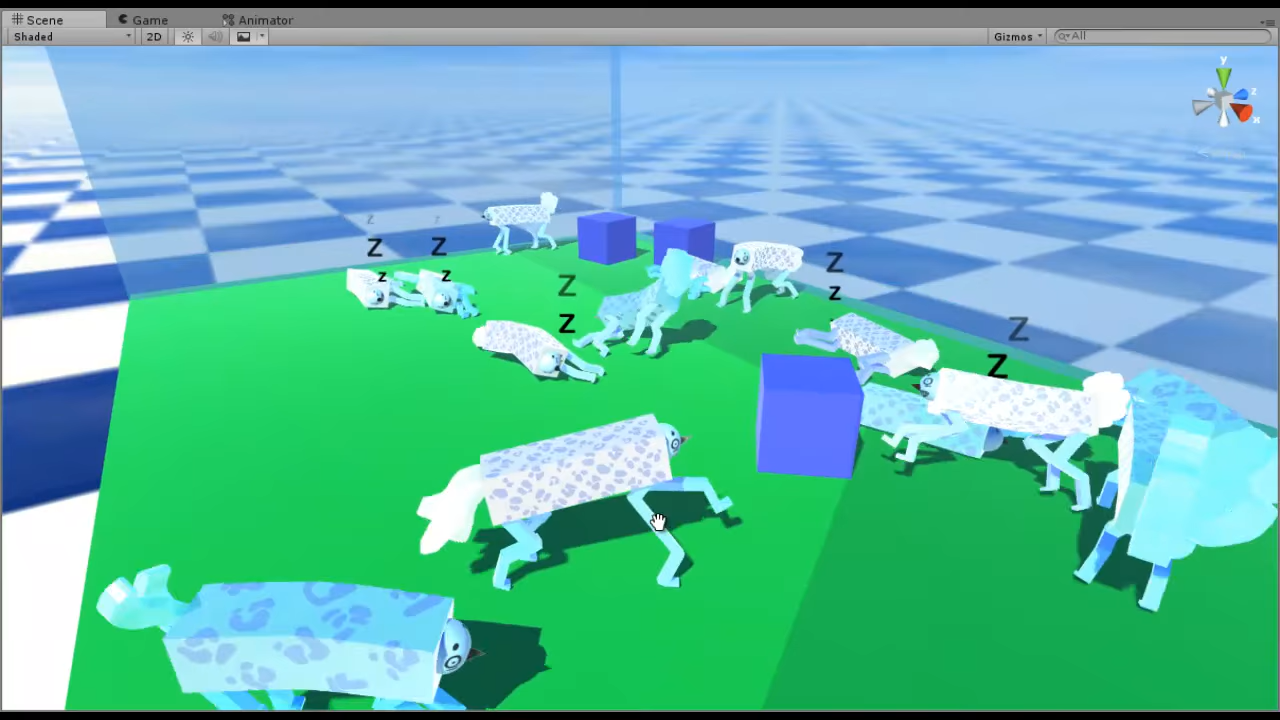 Scene Game Animator
Shaded 2D Gizmos All
y
z
x
z z
Z Z Z
z z Z z
Z Z
Z Z